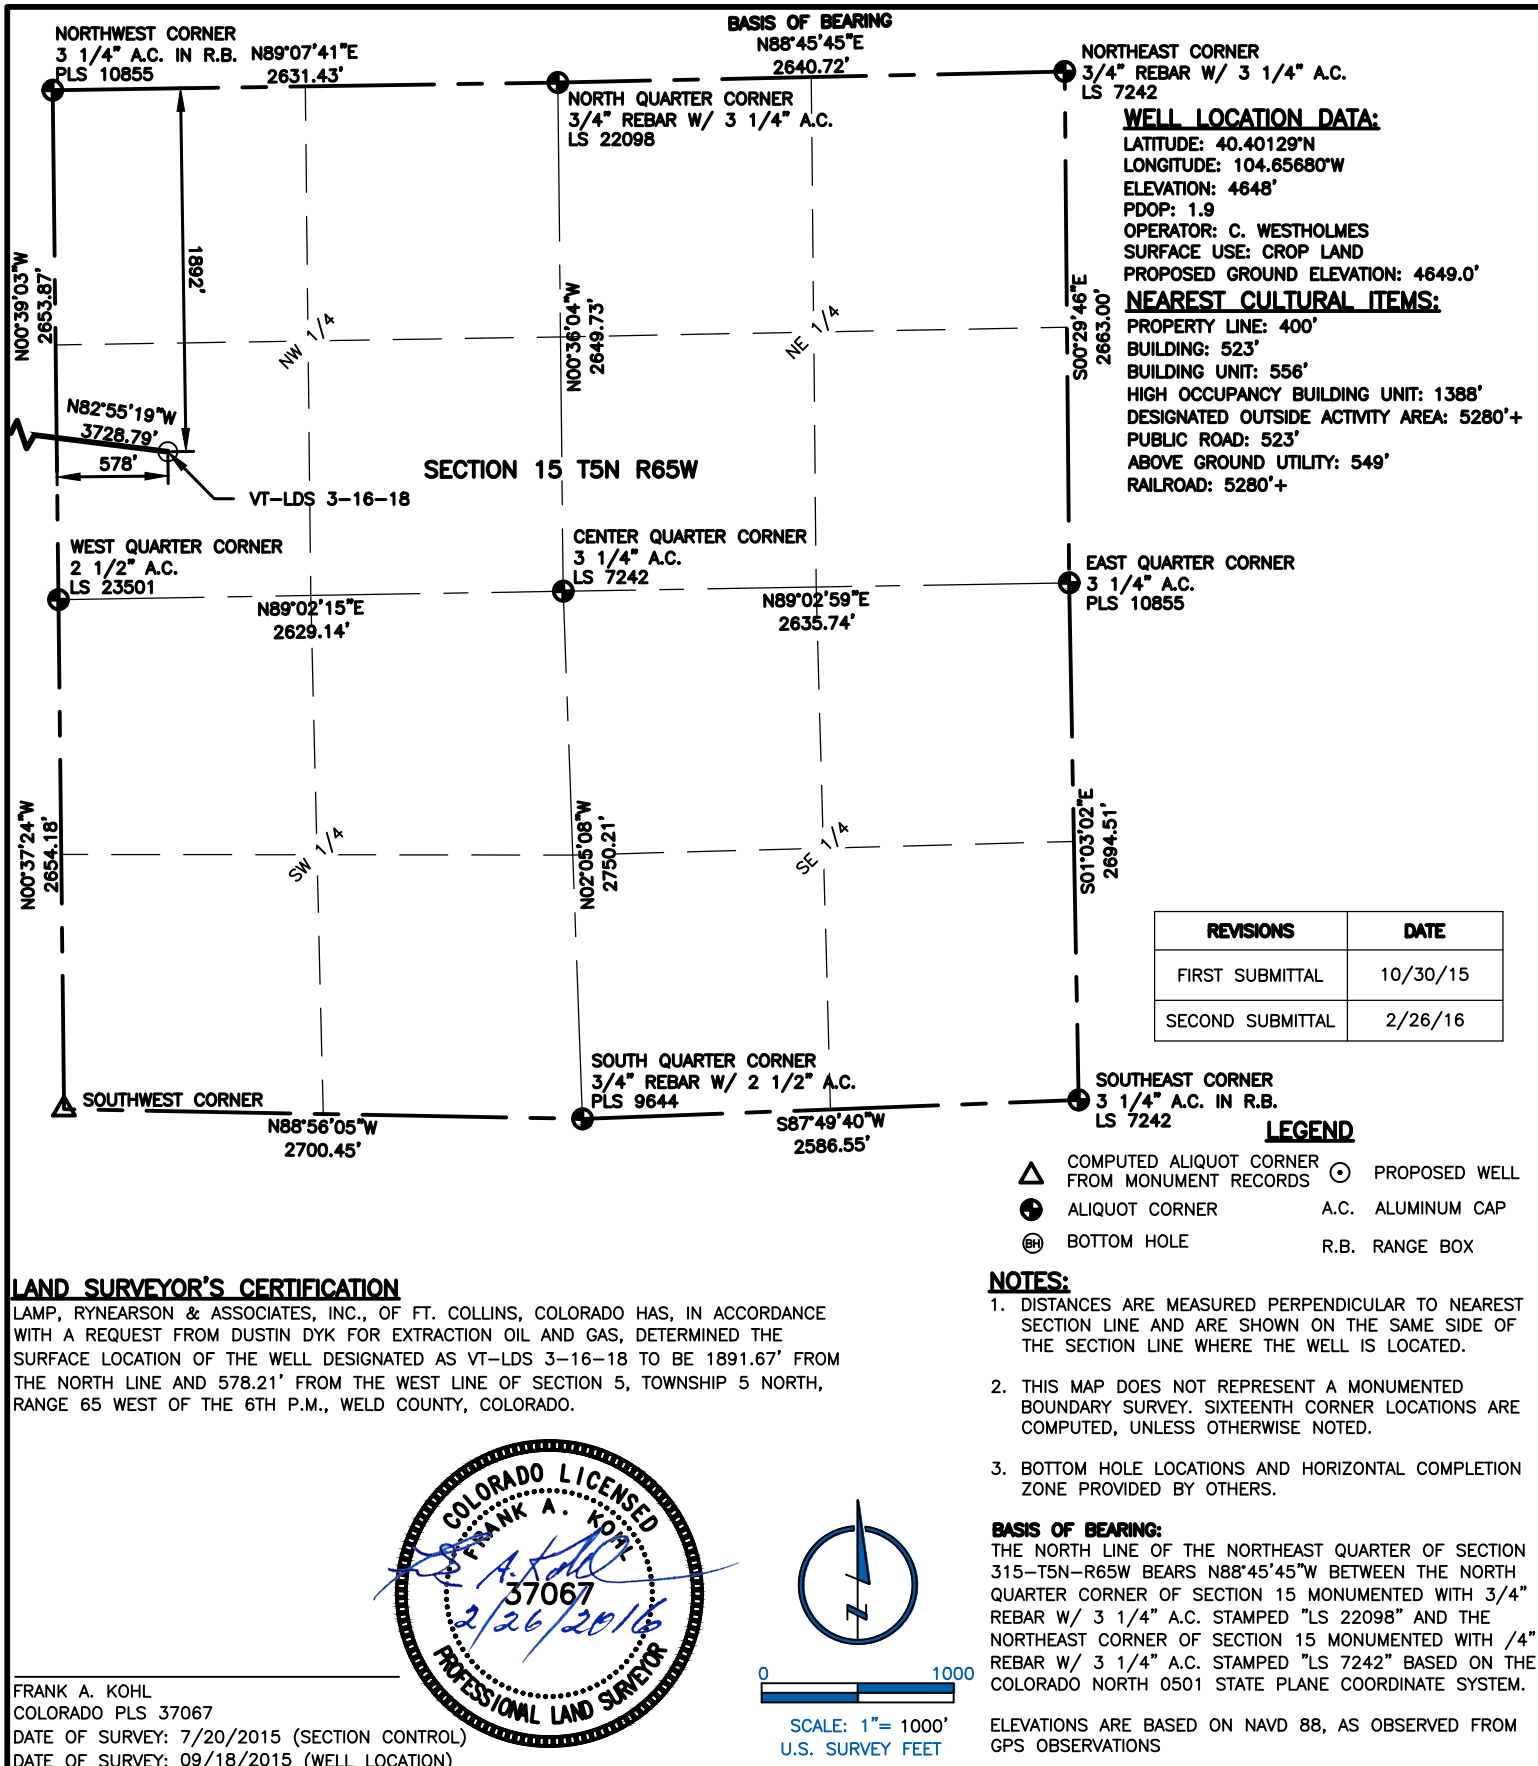 BASIS OF BEARING
N88°45'45"E
2640.72'
NORTHWEST CORNER
3 1/4" A.C. IN R.B.
PLS 10855
N89°07'41"E
2631.43'
NORTH QUARTER CORNER
3/4" REBAR W/ 3 1/4" A.C.
LS 22098
NORTHEAST CORNER
3/4" REBAR W/ 3 1/4" A.C.
LS 7242
WELL LOCATION DATA:
LATITUDE: 40.40129°N
LONGITUDE: 104.65680°W
ELEVATION: 4648'
PDOP: 1.9
OPERATOR: C. WESTHOLMES
SURFACE USE: CROP LAND
PROPOSED GROUND ELEVATION: 4649.0'
NEAREST CULTURAL ITEMS:
PROPERTY LINE: 400'
BUILDING: 523'
BUILDING UNIT: 556'
HIGH OCCUPANCY BUILDING UNIT: 1388'
DESIGNATED OUTSIDE ACTIVITY AREA: 5280'+
PUBLIC ROAD: 523'
ABOVE GROUND UTILITY: 549'
RAILROAD: 5280'+
N00°39'03"W
2653.87'
1892'
NW 1/4
N00°36'04"W
2649.73'
NE 1/4
S00°29'46"E
2663.00'
N82°55'19"W
3728.79'
578'
VT-LDS 3-16-18
SECTION 15 T5N R65W
WEST QUARTER CORNER
2 1/2" A.C.
LS 23501
CENTER QUARTER CORNER
3 1/4" A.C.
LS 7242
EAST QUARTER CORNER
3 1/4" A.C.
PLS 10855
N89°02'15"E
2629.14'
N89°02'59"E
2635.74'
N00°37'24"W
2654.18'
SW 1/4
N02°05'08"W
2750.21'
SE 1/4
S01°03'02"E
2694.51'
REVISIONS DATE
FIRST SUBMITTAL 10/30/15
SECOND SUBMITTAL 2/26/16
SOUTHWEST CORNER
SOUTH QUARTER CORNER
3/4" REBAR W/ 2 1/2" A.C.
PLS 9644
SOUTHEAST CORNER
3 1/4" A.C. IN R.B.
LS 7242
N88°56'05"W
2700.45'
S87°49'40"W
2586.55'
LEGEND
COMPUTED ALIQUOT CORNER
FROM MONUMENT RECORDS
PROPOSED WELL
ALIQUOT CORNER
A.C. ALUMINUM CAP
BH BOTTOM HOLE
R.B. RANGE BOX
LAND SURVEYOR'S CERTIFICATION
LAMP, RYNEARSON & ASSOCIATES, INC., OF FT. COLLINS, COLORADO HAS, IN ACCORDANCE
WITH A REQUEST FROM DUSTIN DYK FOR EXTRACTION OIL AND GAS, DETERMINED THE
SURFACE LOCATION OF THE WELL DESIGNATED AS VT-LDS 3-16-18 TO BE 1891.67' FROM
THE NORTH LINE AND 578.21' FROM THE WEST LINE OF SECTION 5, TOWNSHIP 5 NORTH,
RANGE 65 WEST OF THE 6TH P.M., WELD COUNTY, COLORADO.
NOTES:
1. DISTANCES ARE MEASURED PERPENDICULAR TO NEAREST
SECTION LINE AND ARE SHOWN ON THE SAME SIDE OF
THE SECTION LINE WHERE THE WELL IS LOCATED.
2. THIS MAP DOES NOT REPRESENT A MONUMENTED
BOUNDARY SURVEY. SIXTEENTH CORNER LOCATIONS ARE
COMPUTED, UNLESS OTHERWISE NOTED.
3. BOTTOM HOLE LOCATIONS AND HORIZONTAL COMPLETION
ZONE PROVIDED BY OTHERS.
BASIS OF BEARING:
THE NORTH LINE OF THE NORTHEAST QUARTER OF SECTION
315-T5N-R65W BEARS N88°45'45"W BETWEEN THE NORTH
QUARTER CORNER OF SECTION 15 MONUMENTED WITH 3/4"
REBAR W/ 3 1/4" A.C. STAMPED "LS 22098" AND THE
NORTHEAST CORNER OF SECTION 15 MONUMENTED WITH /4"
REBAR W/ 3 1/4" A.C. STAMPED "LS 7242" BASED ON THE
COLORADO NORTH 0501 STATE PLANE COORDINATE SYSTEM.
ELEVATIONS ARE BASED ON NAVD 88, AS OBSERVED FROM
GPS OBSERVATIONS
COLORADO LICENSED
FRANK A. KOHL
A. Kohl
37067
2/26/2016
PROFESSIONAL LAND SURVEYOR
N
0 1000
SCALE: 1"= 1000'
U.S. SURVEY FEET
FRANK A. KOHL
COLORADO PLS 37067
DATE OF SURVEY: 7/20/2015 (SECTION CONTROL)
DATE OF SURVEY: 09/18/2015 (WELL LOCATION)